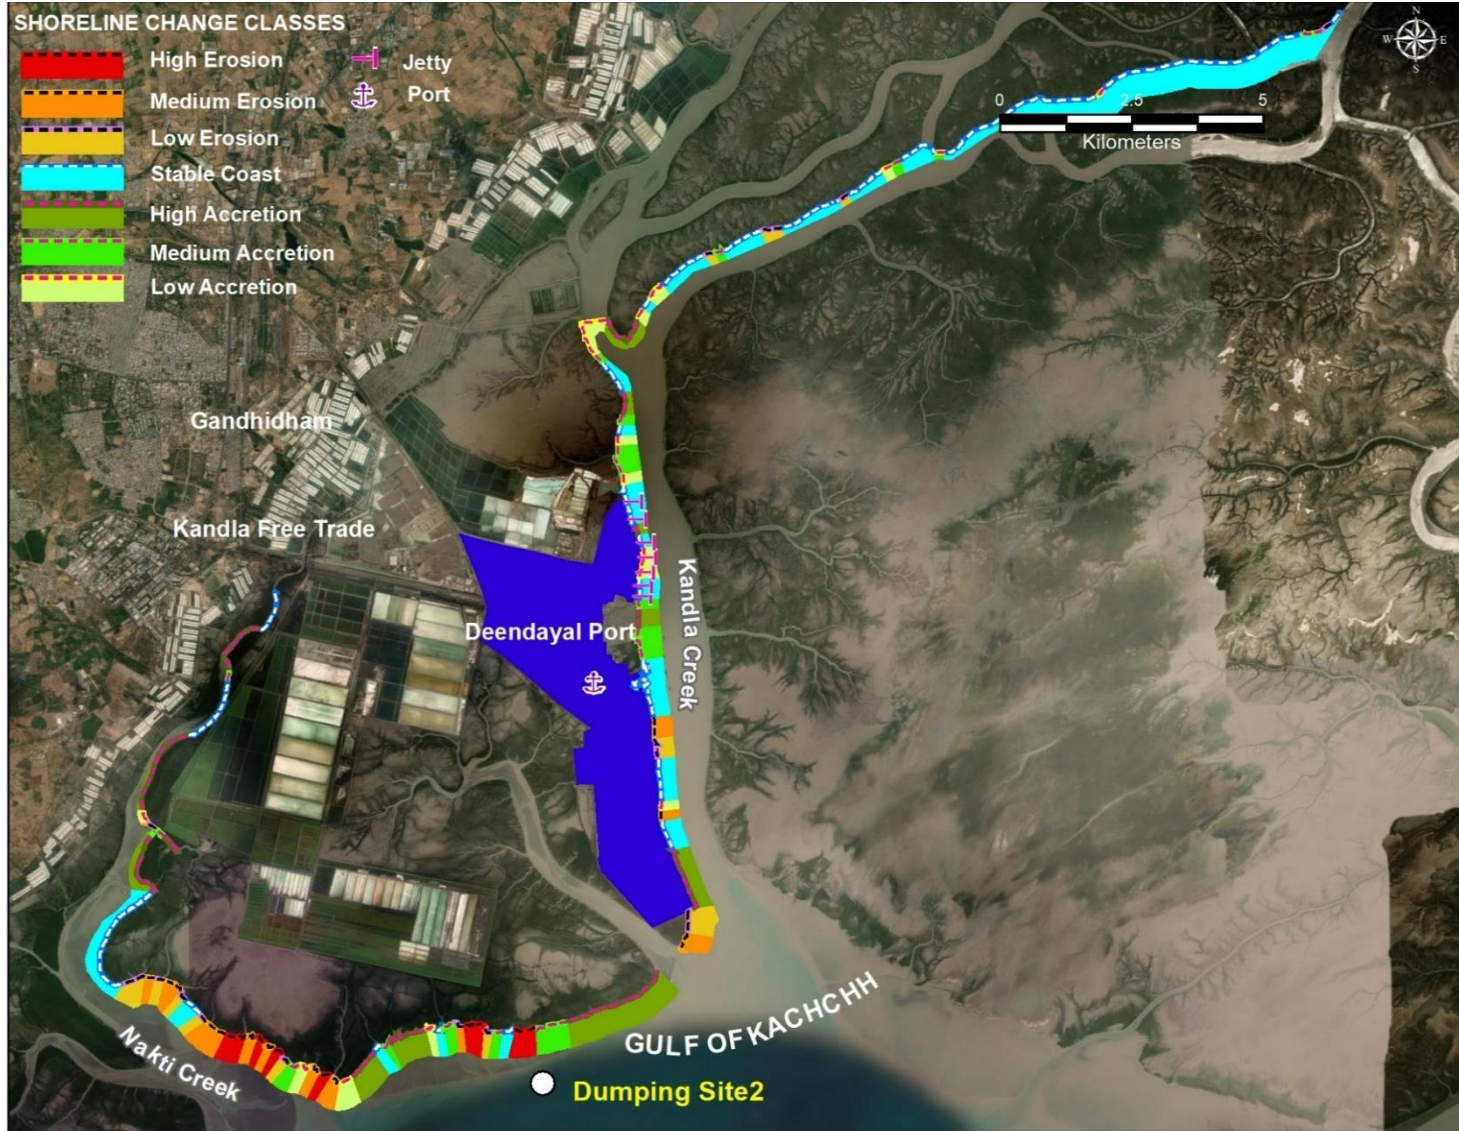 SHORELINE CHANGE CLASSES
High Erosion
Jetty
Medium Erosion
Port
Low Erosion
Stable Coast
High Accretion
Medium Accretion
Low Accretion
N
W E
S
0 2.5 5
Kilometers
Gandhidham
Kandla Free Trade
Deendayal Port
Kandla Creek
GULF OF KACHCHH
Nakti Creek
Dumping Site2